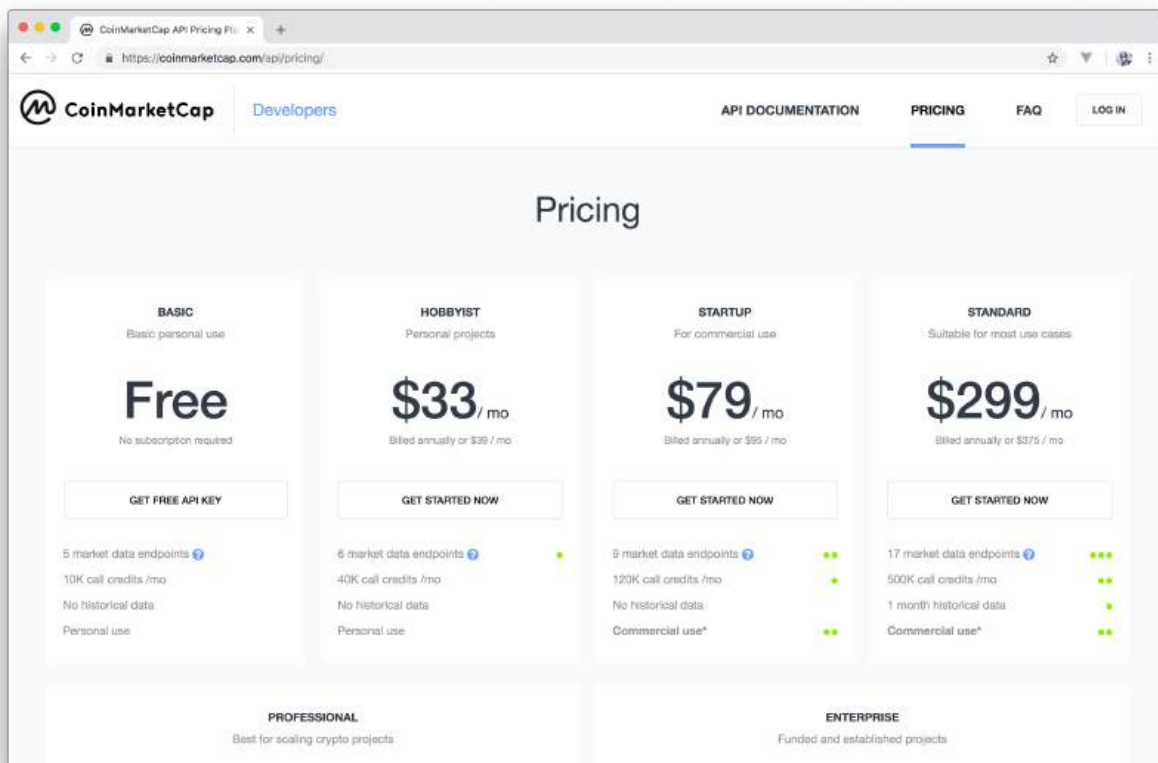 CoinMarketCap API Pricing Pla
https://coinmarketcap.com/api/pricing/
CoinMarketCap
Developers
API DOCUMENTATION
PRICING
FAQ
LOG IN
Pricing
BASIC
Basic personal use
Free
No subscription required
GET FREE API KEY
5 market data endpoints ?
10K call credits /mo
No historical data
Personal use
HOBBYIST
Personal projects
$33/ mo
Billed annually or $39 / mo
GET STARTED NOW
6 market data endpoints ?
40K call credits /mo
No historical data
Personal use
STARTUP
For commercial use
$79/ mo
Billed annually or $95 / mo
GET STARTED NOW
9 market data endpoints ?
120K call credits /mo
No historical data
Commercial use*
STANDARD
Suitable for most use cases
$299/ mo
Billed annually or $375 / mo
GET STARTED NOW
17 market data endpoints ?
500K call credits /mo
1 month historical data
Commercial use*
PROFESSIONAL
Best for scaling crypto projects
ENTERPRISE
Funded and established projects